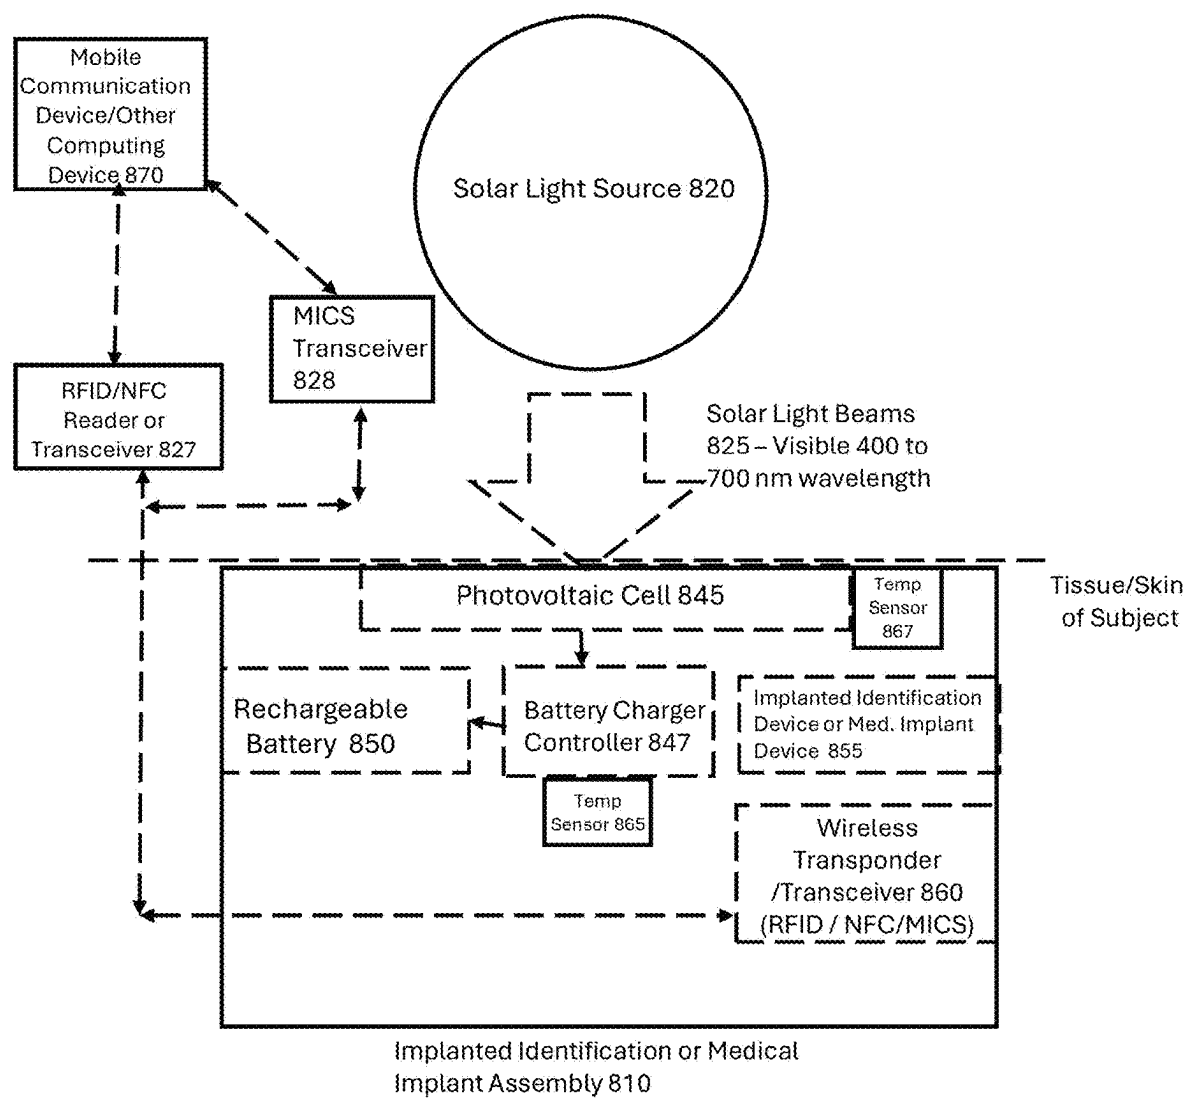 Mobile
Communication
Device/Other
Computing
Device 870
Solar Light Source 820
MICS
Transceiver
828
RFID/NFC
Reader or
Transceiver 827
Solar Light Beams
825 – Visible 400 to
700 nm wavelength
Tissue/Skin
of Subject
Photovoltaic Cell 845
Temp
Sensor
867
Rechargeable
Battery 850
Battery Charger
Controller 847
Implanted Identification
Device or Med. Implant
Device 855
Temp
Sensor 865
Wireless
Transponder
/Transceiver 860
(RFID / NFC/MICS)
Implanted Identification or Medical
Implant Assembly 810